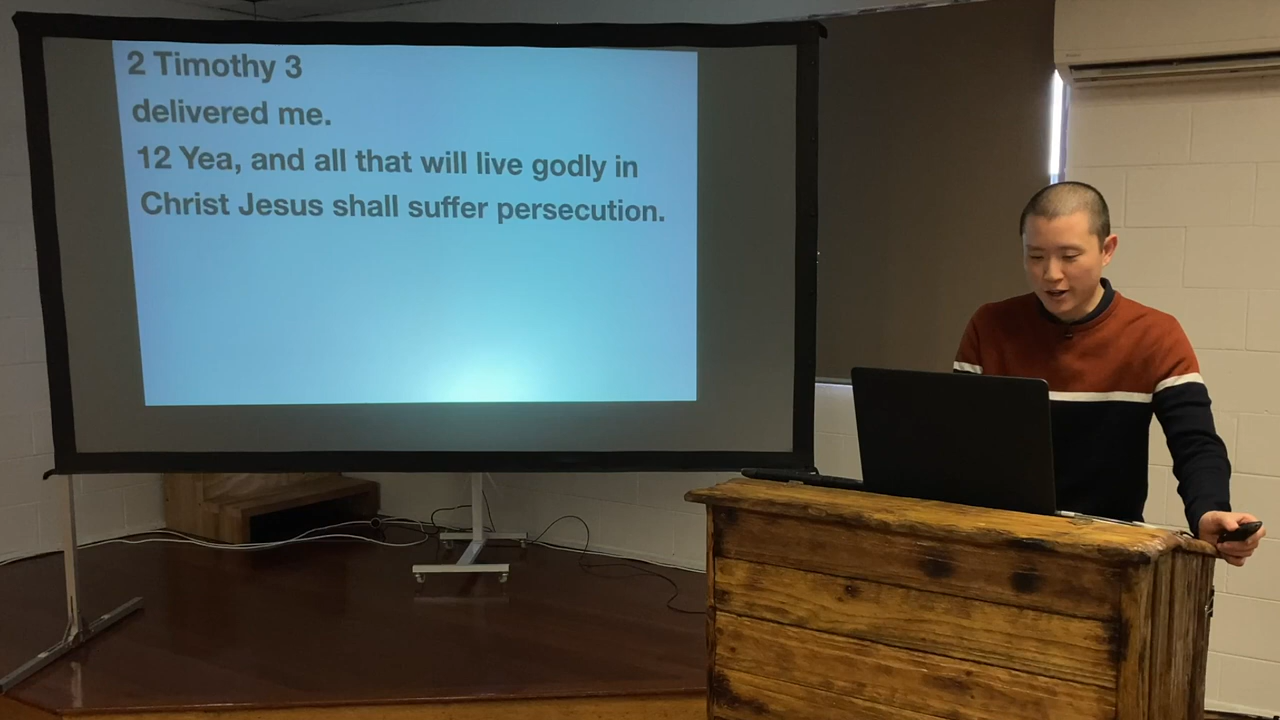 2 Timothy 3
delivered me.
12 Yea, and all that will live godly in
Christ Jesus shall suffer persecution.